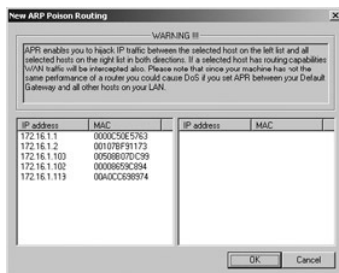 New ARP Poison Routing
WARNING !!!
APR enables you to hijack IP traffic between the selected host on the left list and all
selected hosts on the right list in both directions. If a selected host has routing capabilities
WAN traffic will be intercepted also. Please note that since your machine has not the
same performance of a router you could cause DoS if you set APR between your Default
Gateway and all other hosts on your LAN.
IP address MAC IP address MAC
172.16.1.1 0000C50E5763
172.16.1.2 00107BF91173
172.16.1.103 00508B07DC99
172.16.1.102 00008659C894
172.16.1.113 00A0CC698974
OK Cancel